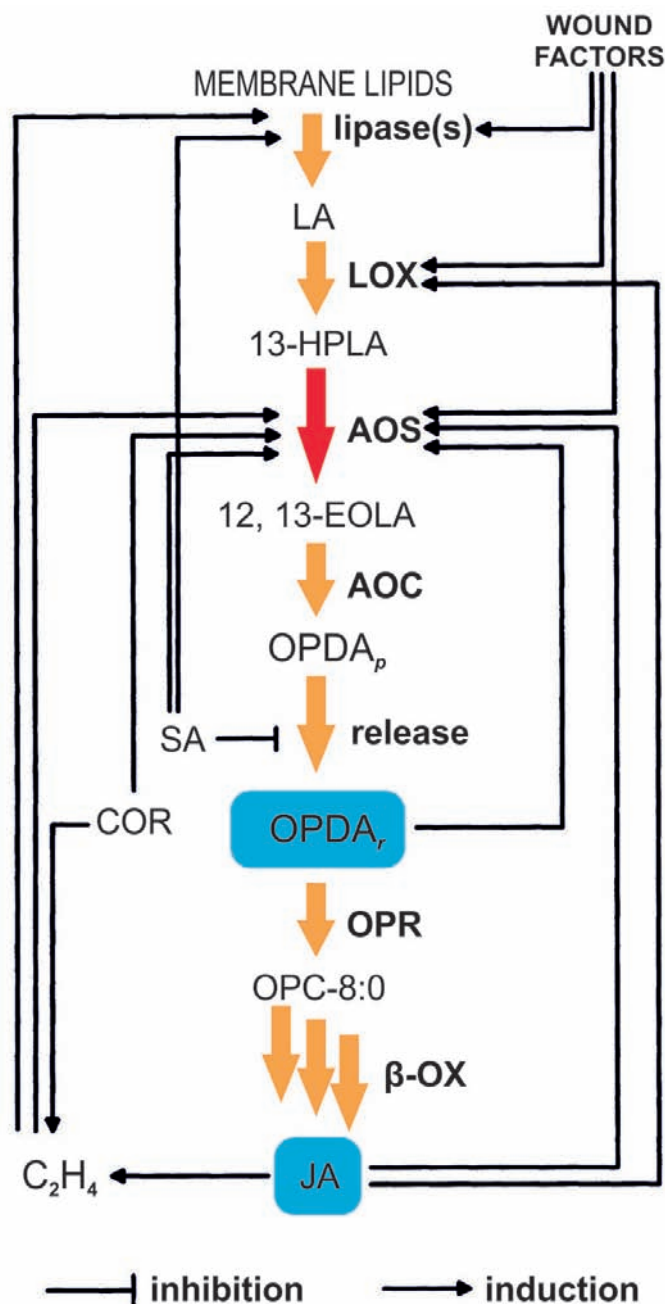 WOUND
FACTORS
MEMBRANE LIPIDS
lipase(s)
LA
LOX
13-HPLA
AOS
12, 13-EOLA
AOC
OPDAp
SA
release
COR
OPDAr
OPR
OPC-8:0
β-OX
C2H4
JA
inhibition
induction